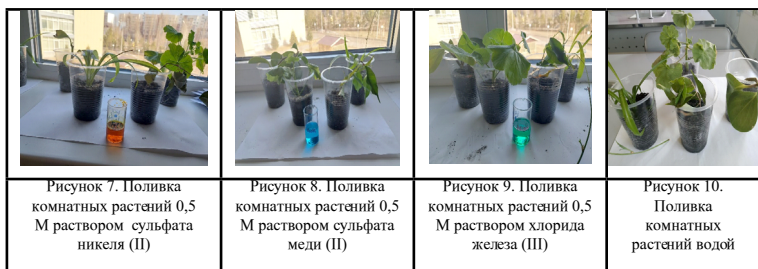 Рисунок 7. Поливка
комнатных растений 0,5
М раствором  сульфата
никеля (II)
Рисунок 8. Поливка
комнатных растений 0,5
М раствором сульфата
меди (II)
Рисунок 9. Поливка
комнатных растений 0,5
М раствором хлорида
железа (III)
Рисунок 10.
Поливка
комнатных
растений водой